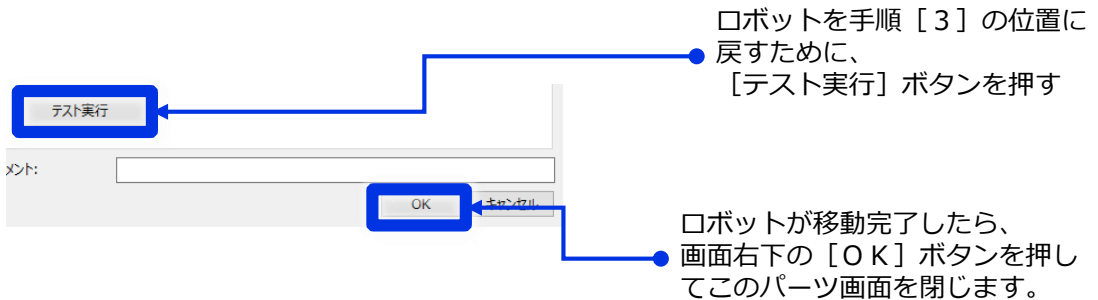 ロボットを手順［３］の位置に
戻すために、
［テスト実行］ボタンを押す
テスト実行
メント:
OK
キャンセル
ロボットが移動完了したら、
画面右下の［ＯＫ］ボタンを押し
てこのパーツ画面を閉じます。